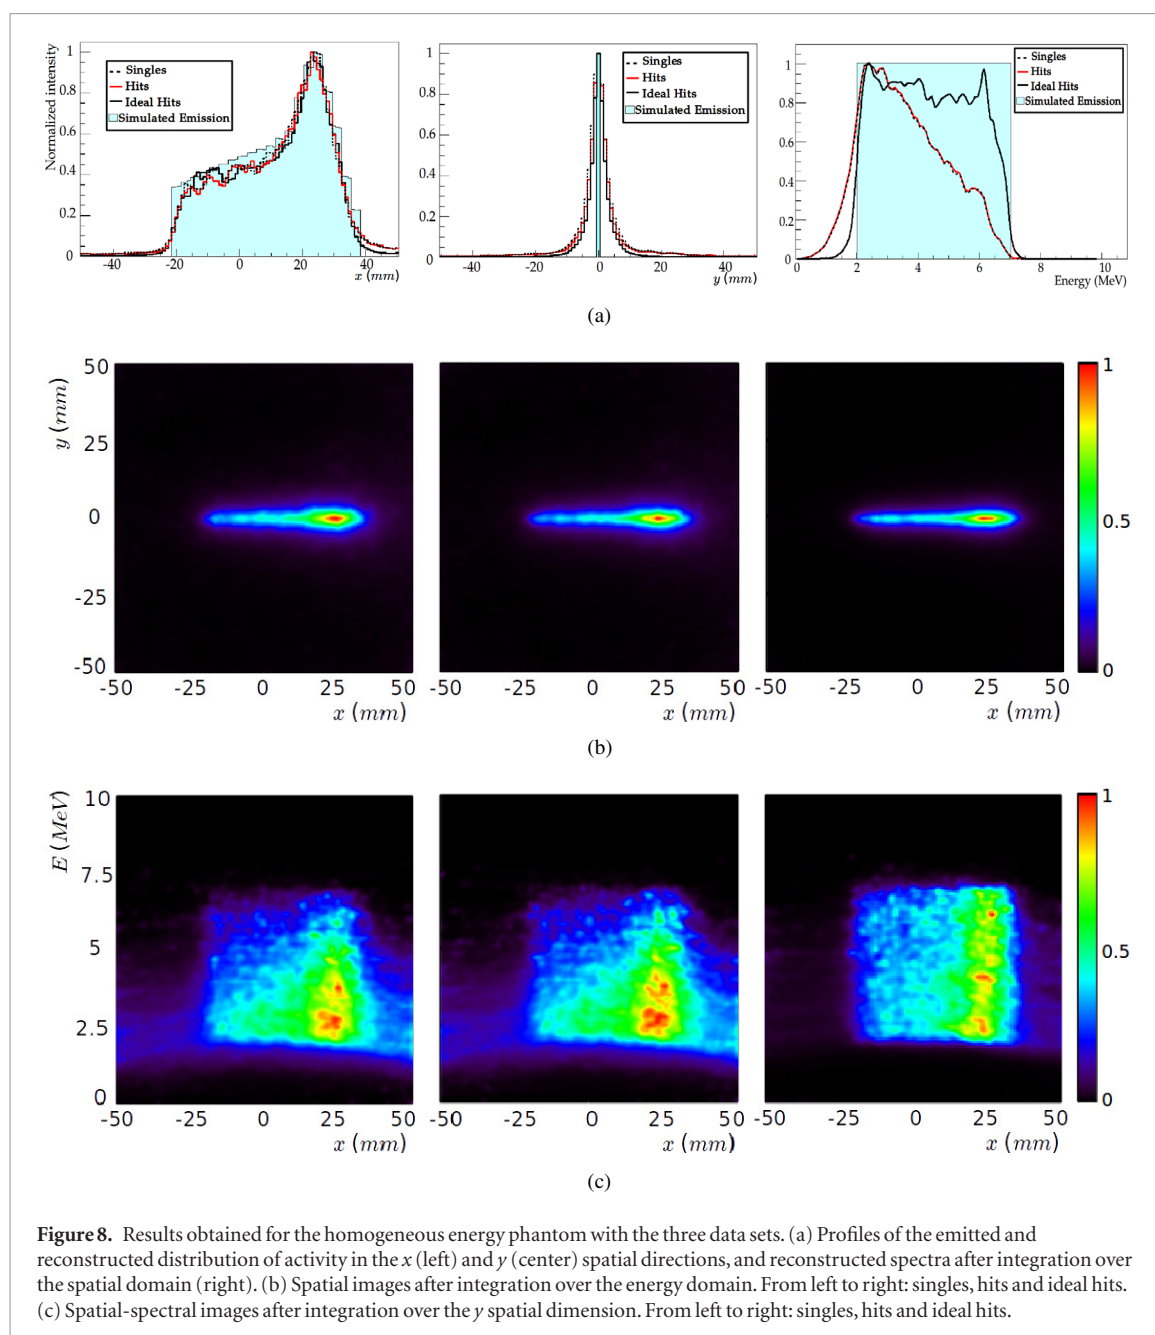 Normalized intensity
1
0.8
0.6
0.4
0.2
0
Singles
Hits
Ideal Hits
Simulated Emission
-40 -20 0 20 40
x (mm)
1
0.8
0.6
0.4
0.2
0
Singles
Hits
Ideal Hits
Simulated Emission
-40 -20 0 20 40
y (mm)
1
0.8
0.6
0.4
0.2
0
Singles
Hits
Ideal Hits
Simulated Emission
0 2 4 6 8 10
Energy (MeV)
(a)
y (mm)
50
25
0
-25
-50
-50 -25 0 25 50
x (mm)
-50 -25 0 25 50
x (mm)
-50 -25 0 25 50
x (mm)
1
0.5
0
(b)
E (MeV)
10
7.5
5
2.5
0
-50 -25 0 25 50
x (mm)
-50 -25 0 25 50
x (mm)
-50 -25 0 25 50
x (mm)
1
0.5
0
(c)
Figure 8. Results obtained for the homogeneous energy phantom with the three data sets. (a) Profiles of the emitted and
reconstructed distribution of activity in the x (left) and y (center) spatial directions, and reconstructed spectra after integration over
the spatial domain (right). (b) Spatial images after integration over the energy domain. From left to right: singles, hits and ideal hits.
(c) Spatial-spectral images after integration over the y spatial dimension. From left to right: singles, hits and ideal hits.